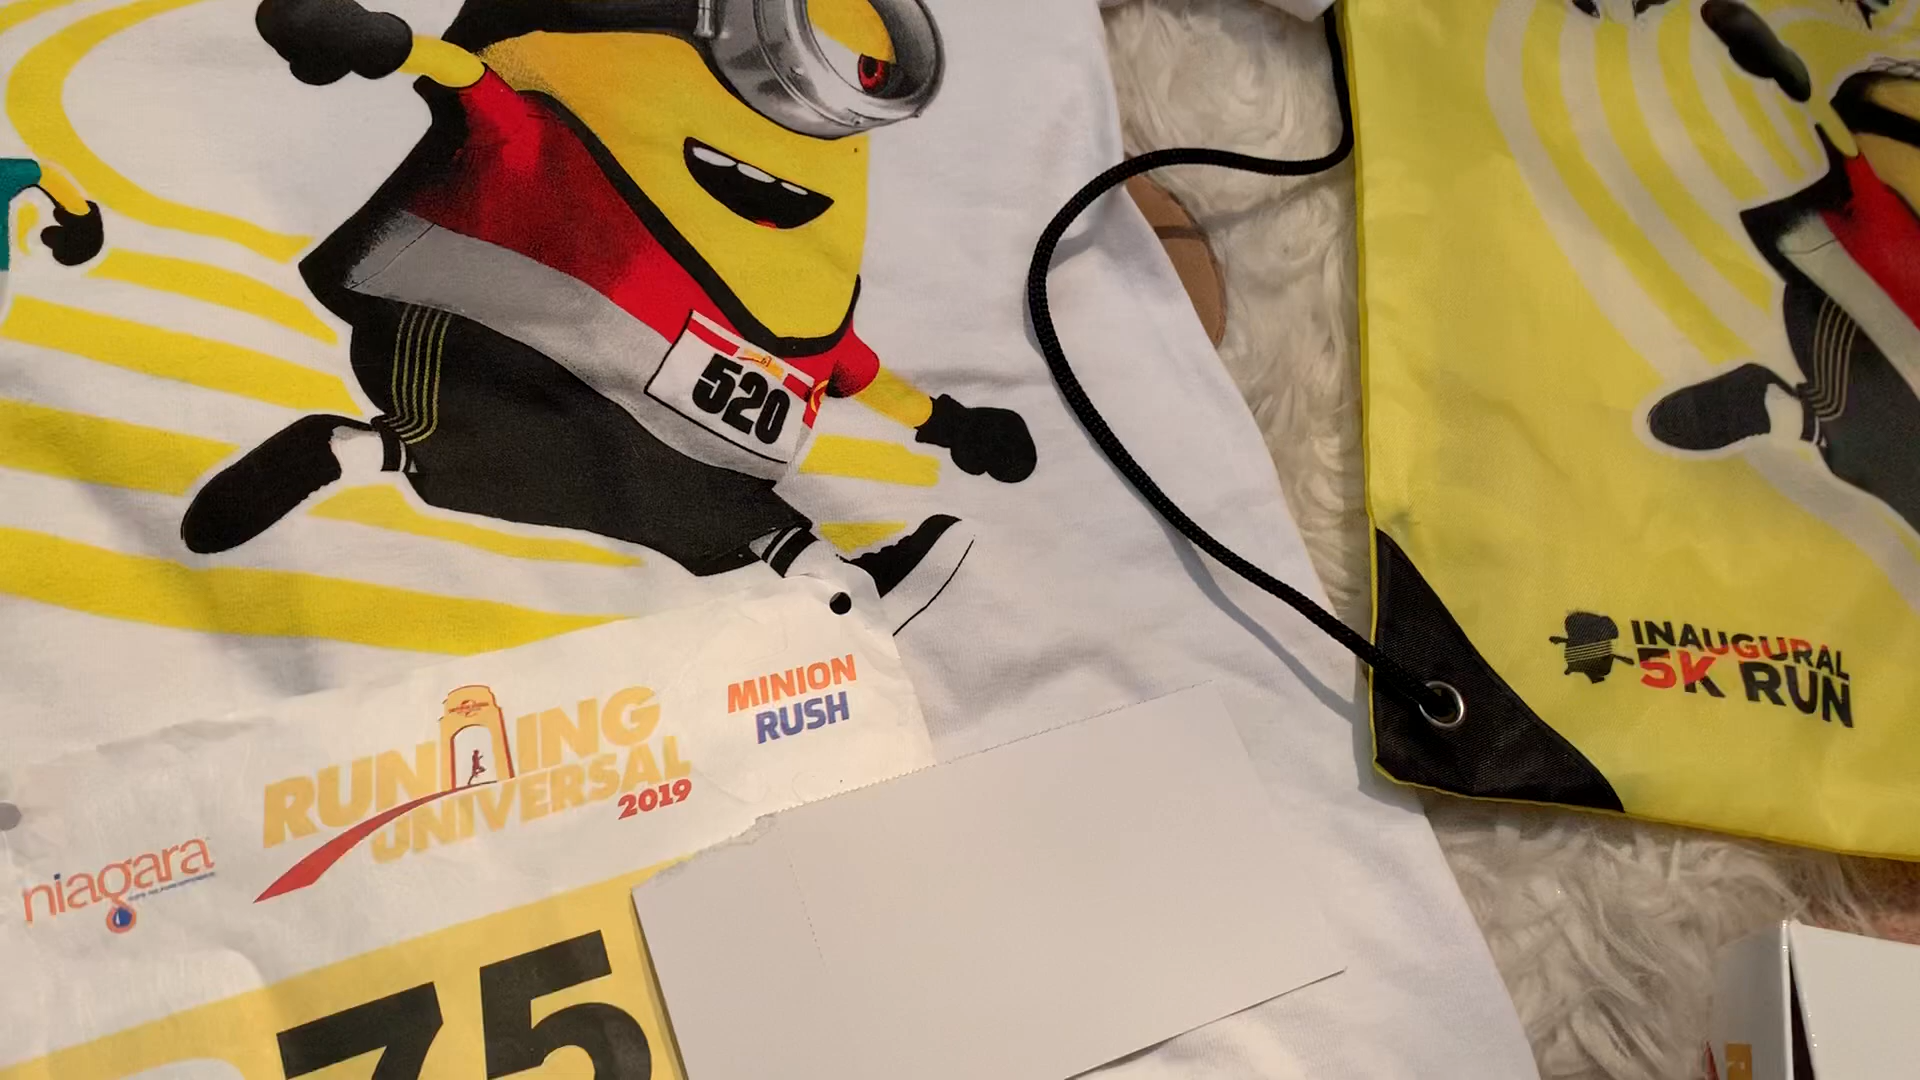 520
MINION
RUSH
RUNNING
UNIVERSAL
2019
niagara
75
INAUGURAL
5K RUN